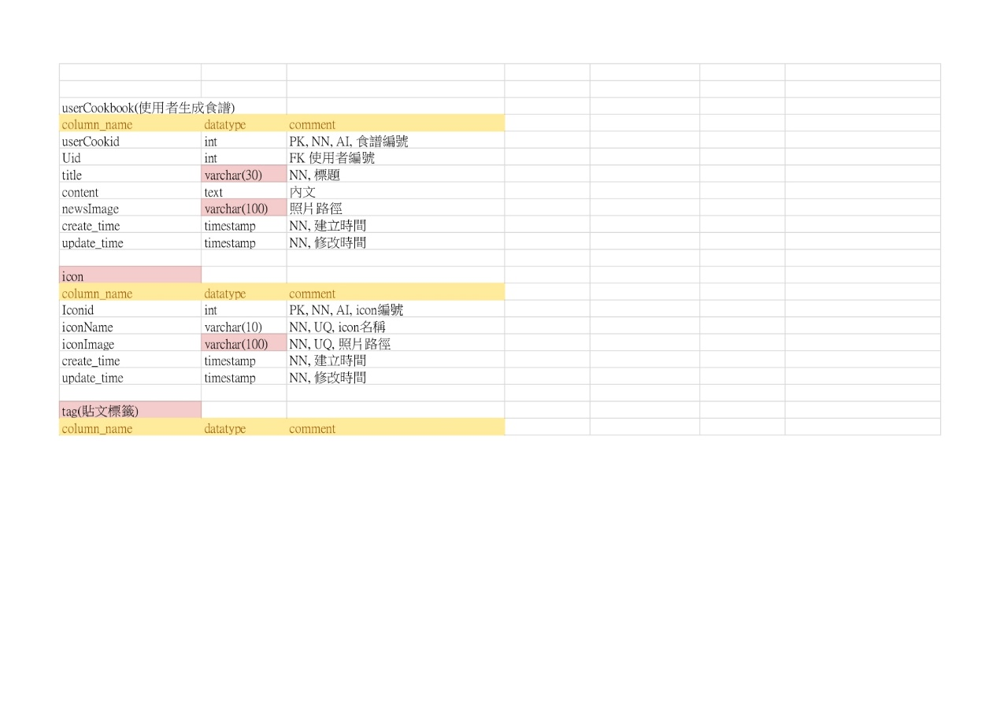 userCookbook(使用者生成食譜)
column_name datatype comment
userCookid int PK, NN, AI, 食譜編號
Uid int FK 使用者編號
title varchar(30) NN, 標題
content text 內文
newsImage varchar(100) 照片路徑
create_time timestamp NN, 建立時間
update_time timestamp NN, 修改時間
icon
column_name datatype comment
Iconid int PK, NN, AI, icon編號
iconName varchar(10) NN, UQ, icon名稱
iconImage varchar(100) NN, UQ, 照片路徑
create_time timestamp NN, 建立時間
update_time timestamp NN, 修改時間
tag(貼文標籤)
column_name datatype comment